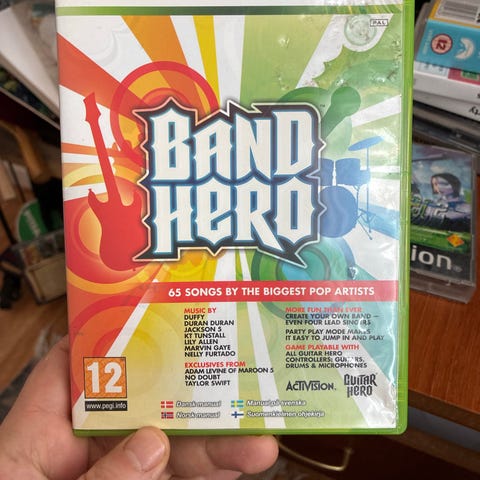 PAL
BAND
HERO
65 SONGS BY THE BIGGEST POP ARTISTS
MUSIC BY
DUFFY
DURAN DURAN
JACKSON 5
KT TUNSTALL
LILY ALLEN
MARVIN GAYE
NELLY FURTADO
EXCLUSIVES FROM
ADAM LEVINE OF MAROON 5
NO DOUBT
TAYLOR SWIFT
MORE FUN THAN EVER
CREATE YOUR OWN BAND –
EVEN FOUR LEAD SINGERS
PARTY PLAY MODE MAKES
IT EASY TO JUMP IN AND PLAY
GAME PLAYABLE WITH
ALL GUITAR HERO
CONTROLLERS: GUITARS,
DRUMS & MICROPHONES
ACTIVISION.
GUITAR
HERO
12
www.pegi.info
Dansk manual
Manual på svenska
Norsk manual
Suomenkielinen ohjekirja
12